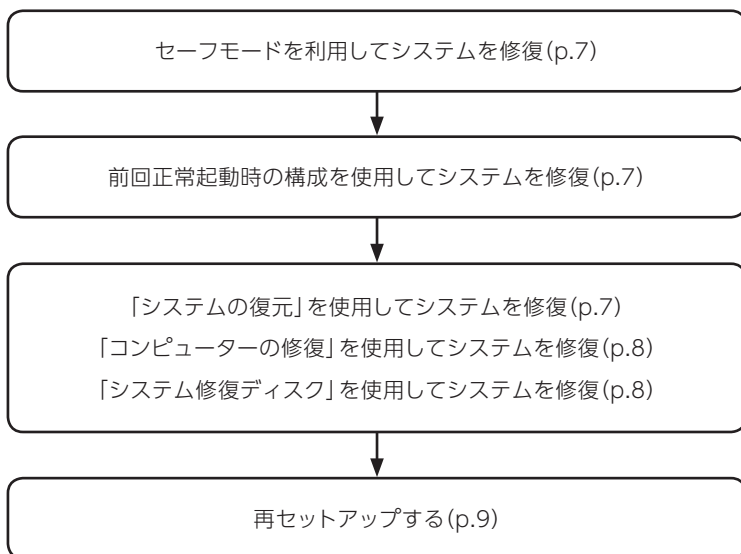 セーフモードを利用してシステムを修復(p.7)
前回正常起動時の構成を使用してシステムを修復(p.7)
「システムの復元」を使用してシステムを修復(p.7)
「コンピューターの修復」を使用してシステムを修復(p.8)
「システム修復ディスク」を使用してシステムを修復(p.8)
再セットアップする(p.9)